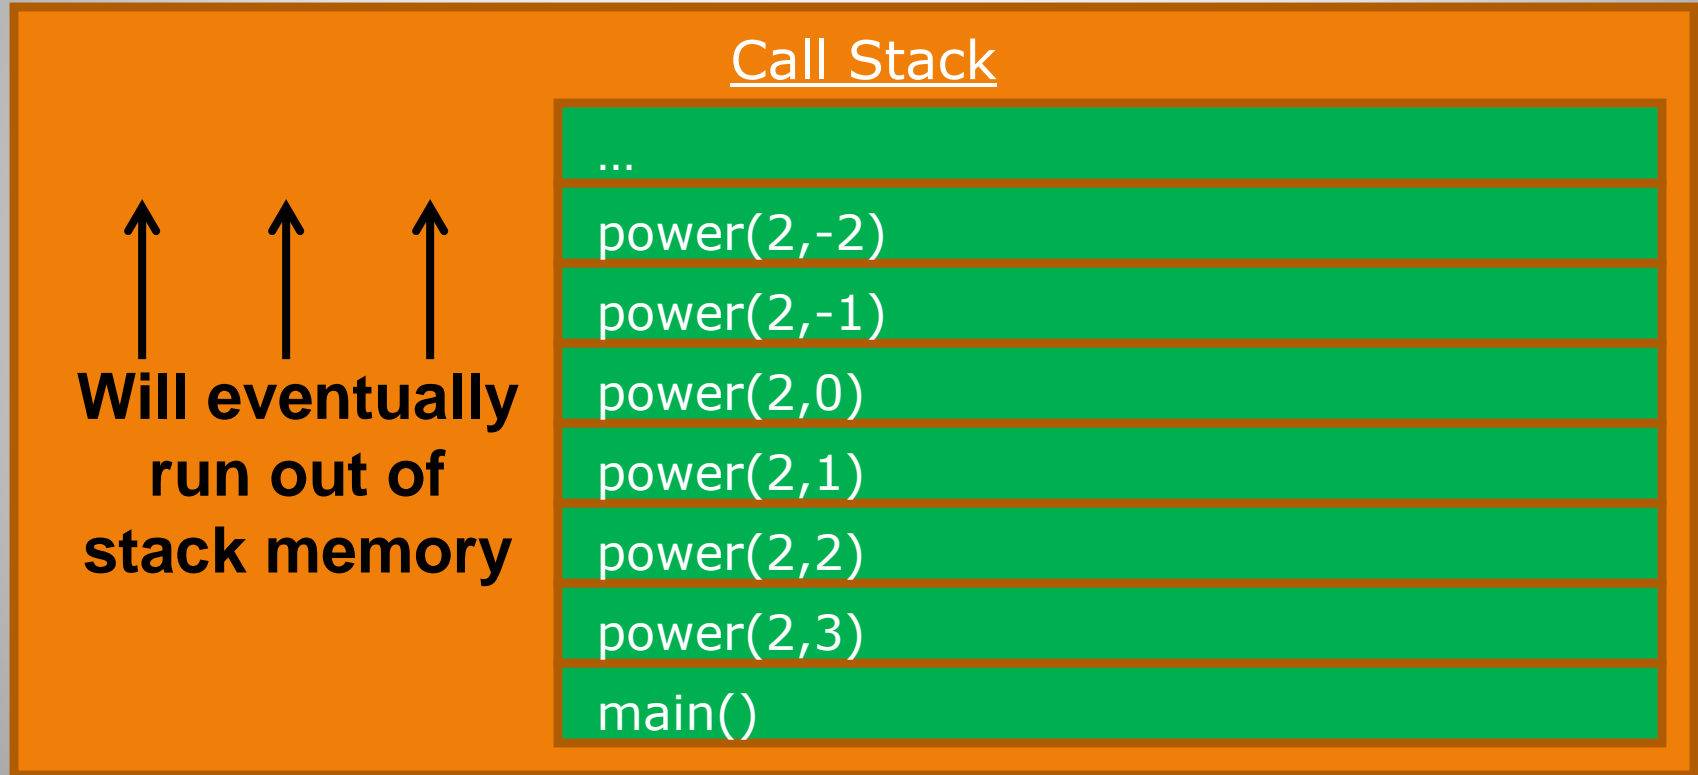 Call Stack
…
power(2,-2)
power(2,-1)
power(2,0)
power(2,1)
power(2,2)
power(2,3)
main()
Will eventually
run out of
stack memory